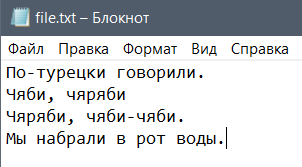 file.txt – Блокнот
Чайл Правка Формат Вид Справка
По-турецки говорили.
Чяби, чяряби
Чяряби, чяби-чяби.
Мы набрали в рот воды.